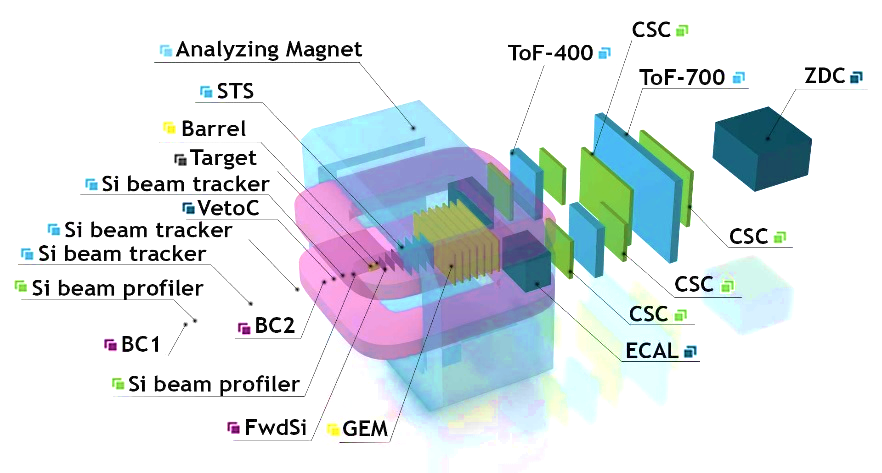 CSC
Analyzing Magnet
ToF-400
ToF-700
ZDC
STS
Barrel
Target
Si beam tracker
VetoC
Si beam tracker
Si beam tracker
Si beam profiler
BC1
BC2
Si beam profiler
FwdSi
GEM
CSC
CSC
CSC
ECAL